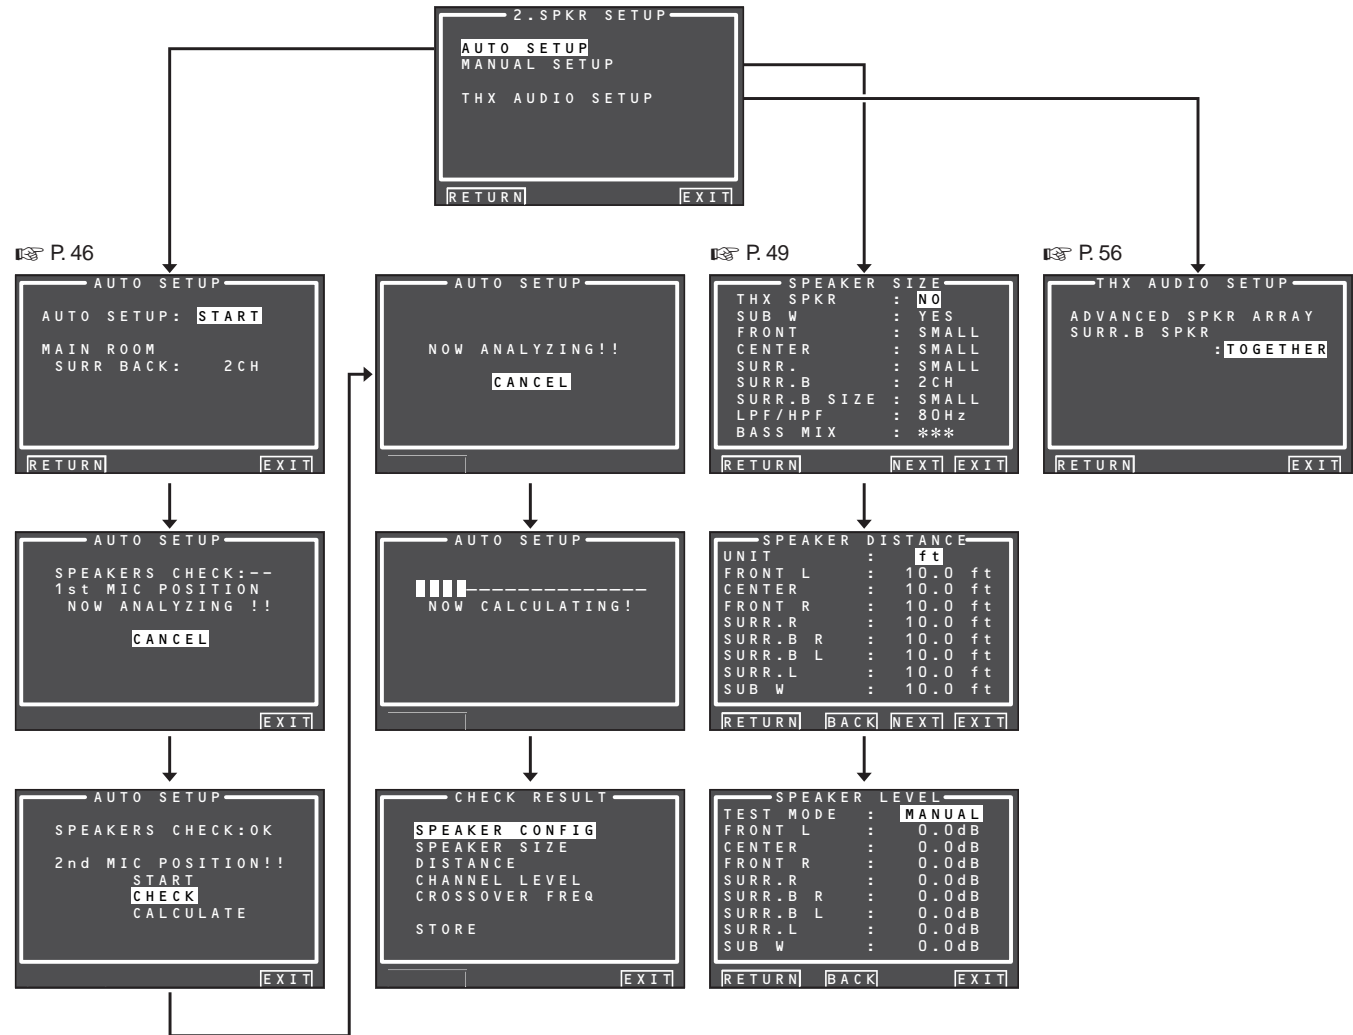 2.SPKR SETUP
AUTO SETUP
MANUAL SETUP
THX AUDIO SETUP
RETURN EXIT
☞ P. 46
AUTO SETUP
AUTO SETUP: START
MAIN ROOM
SURR BACK: 2CH
RETURN EXIT
AUTO SETUP
SPEAKERS CHECK:--
1st MIC POSITION
NOW ANALYZING !!
CANCEL
EXIT
AUTO SETUP
SPEAKERS CHECK:OK
2nd MIC POSITION!!
START
CHECK
CALCULATE
EXIT
AUTO SETUP
NOW ANALYZING!!
CANCEL
AUTO SETUP
NOW CALCULATING!
CHECK RESULT
SPEAKER CONFIG
SPEAKER SIZE
DISTANCE
CHANNEL LEVEL
CROSSOVER FREQ
STORE
EXIT
☞ P. 49
SPEAKER SIZE
THX SPKR : NO
SUB W : YES
FRONT : SMALL
CENTER : SMALL
SURR. : SMALL
SURR.B : 2CH
SURR.B SIZE : SMALL
LPF/HPF : 80Hz
BASS MIX : ***
RETURN NEXT EXIT
SPEAKER DISTANCE
UNIT : ft
FRONT L : 10.0 ft
CENTER : 10.0 ft
FRONT R : 10.0 ft
SURR.R : 10.0 ft
SURR.B R : 10.0 ft
SURR.B L : 10.0 ft
SURR.L : 10.0 ft
SUB W : 10.0 ft
RETURN BACK NEXT EXIT
SPEAKER LEVEL
TEST MODE : MANUAL
FRONT L : 0.0dB
CENTER : 0.0dB
FRONT R : 0.0dB
SURR.R : 0.0dB
SURR.B R : 0.0dB
SURR.B L : 0.0dB
SURR.L : 0.0dB
SUB W : 0.0dB
RETURN BACK EXIT
☞ P. 56
THX AUDIO SETUP
ADVANCED SPKR ARRAY
SURR.B SPKR
:TOGETHER
RETURN EXIT